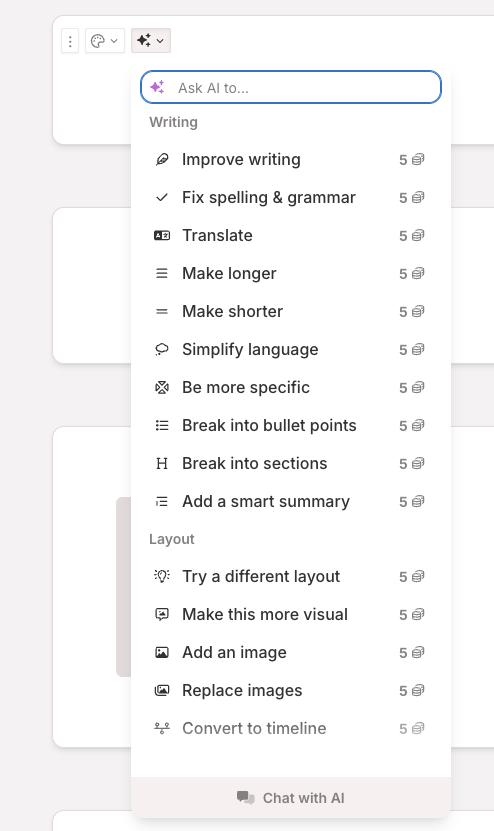 Ask AI to...
Writing
Improve writing 5
Fix spelling & grammar 5
Translate 5
Make longer 5
Make shorter 5
Simplify language 5
Be more specific 5
Break into bullet points 5
Break into sections 5
Add a smart summary 5
Layout
Try a different layout 5
Make this more visual 5
Add an image 5
Replace images 5
Convert to timeline 5
Chat with AI